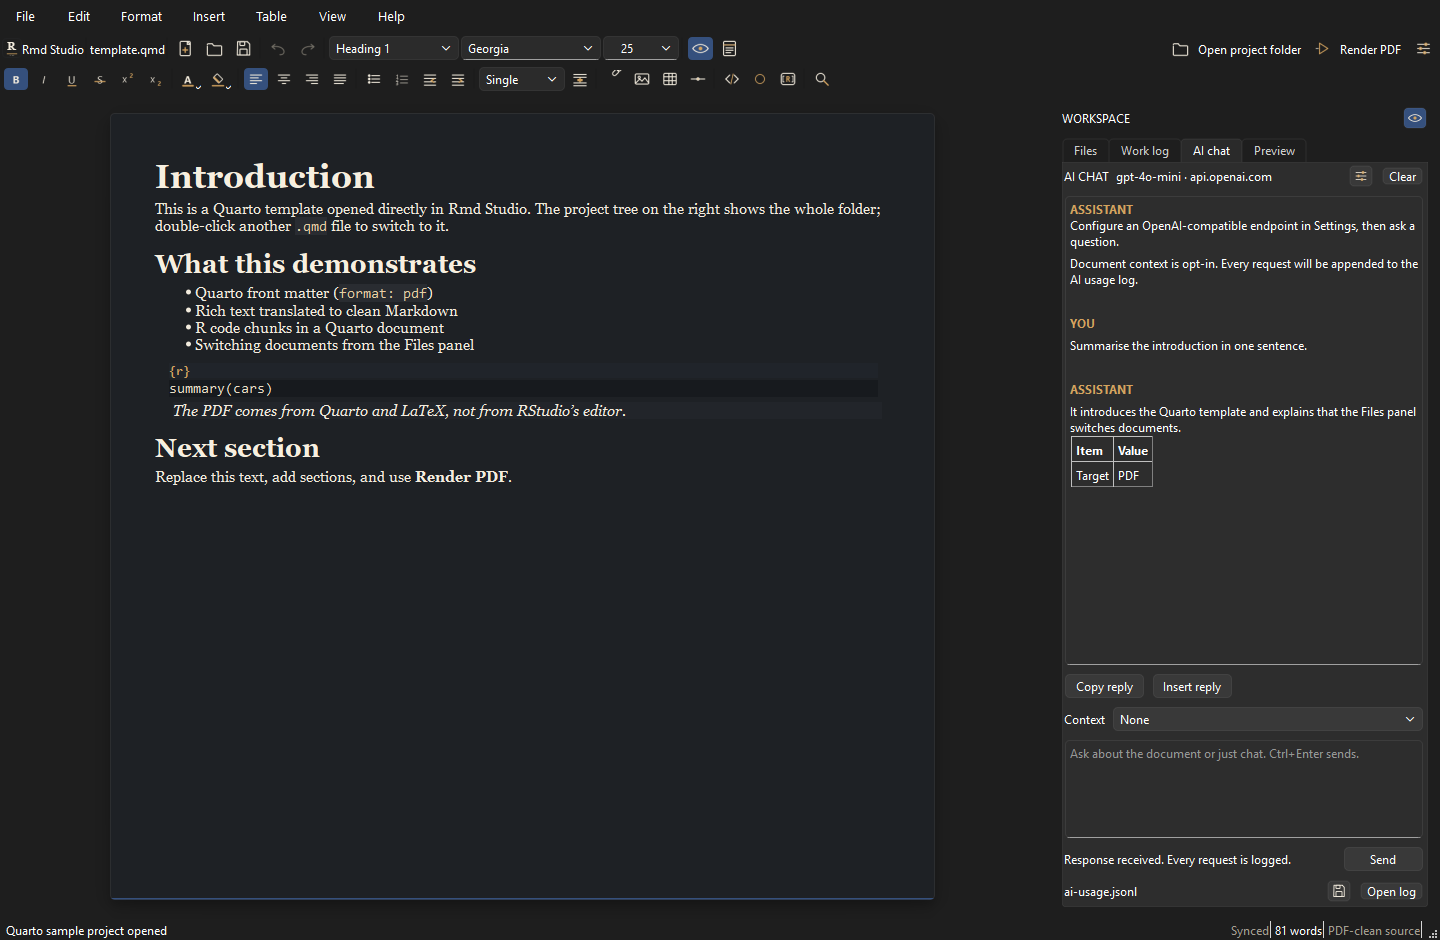 File Edit Format Insert Table View Help
R Rmd Studio template.qmd Heading 1 Georgia 25 Open project folder Render PDF
B I U S x² x₂ A Single
Introduction
This is a Quarto template opened directly in Rmd Studio. The project tree on the right shows the whole folder;
double-click another .qmd file to switch to it.
What this demonstrates
• Quarto front matter (format: pdf)
• Rich text translated to clean Markdown
• R code chunks in a Quarto document
• Switching documents from the Files panel
{r}
summary(cars)
The PDF comes from Quarto and LaTeX, not from RStudio’s editor.
Next section
Replace this text, add sections, and use Render PDF.
WORKSPACE
Files Work log AI chat Preview
AI CHAT gpt-4o-mini · api.openai.com Clear
ASSISTANT
Configure an OpenAI-compatible endpoint in Settings, then ask a
question.
Document context is opt-in. Every request will be appended to the
AI usage log.
YOU
Summarise the introduction in one sentence.
ASSISTANT
It introduces the Quarto template and explains that the Files panel
switches documents.
Item Value
Target PDF
Copy reply Insert reply
Context None
Ask about the document or just chat. Ctrl+Enter sends.
Response received. Every request is logged. Send
ai-usage.jsonl Open log
Quarto sample project opened Synced 81 words PDF-clean source